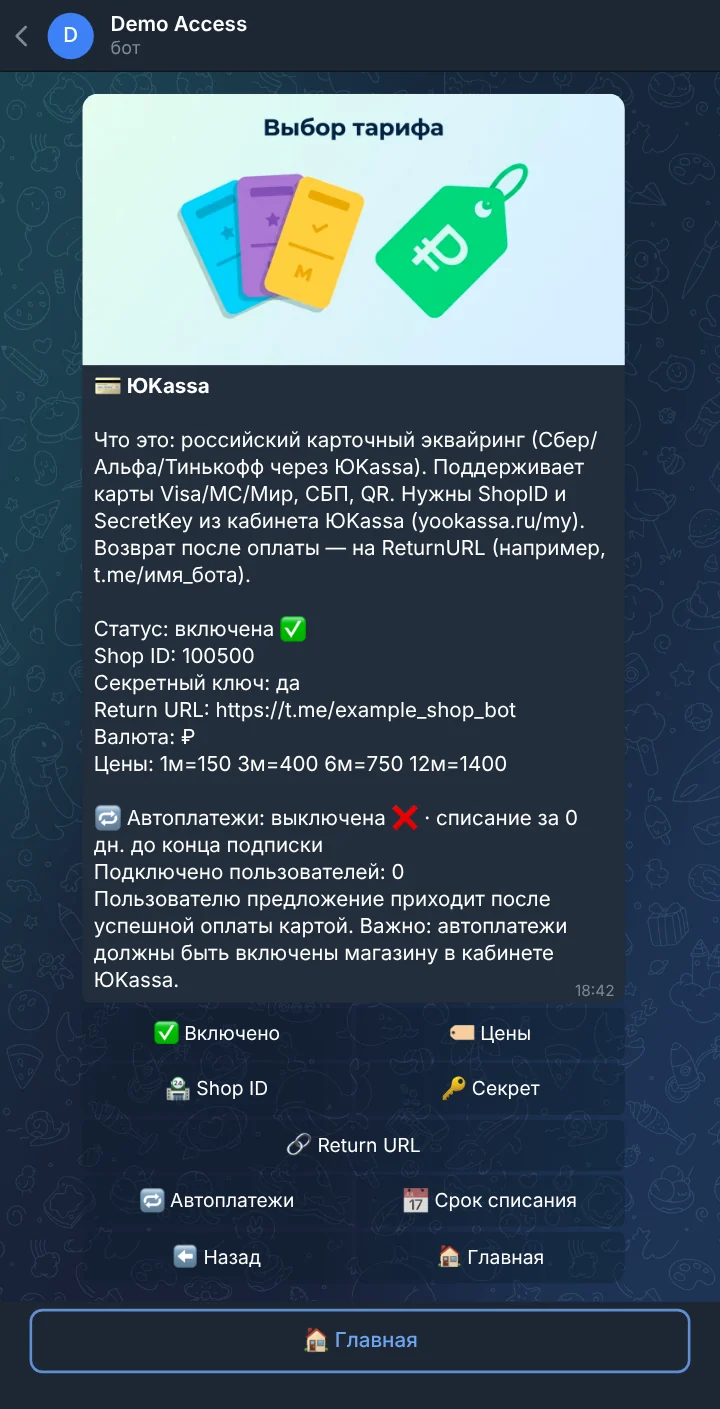 D
Demo Access
бот
Выбор тарифа
M
💳 ЮKassa
Что это: российский карточный эквайринг (Сбер/
Альфа/Тинькофф через ЮKassa). Поддерживает
карты Visa/MC/Мир, СБП, QR. Нужны ShopID и
SecretKey из кабинета ЮKassa (yookassa.ru/my).
Возврат после оплаты — на ReturnURL (например,
t.me/имя_бота).
Статус: включена ✅
Shop ID: 100500
Секретный ключ: да
Return URL: https://t.me/example_shop_bot
Валюта: ₽
Цены: 1м=150 3м=400 6м=750 12м=1400
🔁 Автоплатежи: выключена ❌ · списание за 0
дн. до конца подписки
Подключено пользователей: 0
Пользователю предложение приходит после
успешной оплаты картой. Важно: автоплатежи
должны быть включены магазину в кабинете
ЮKassa.
18:42
✅ Включено
🏷️ Цены
🏪 Shop ID
🔑 Секрет
🔗 Return URL
🔁 Автоплатежи
📅 Срок списания
⬅️ Назад
🏠 Главная
🏠 Главная